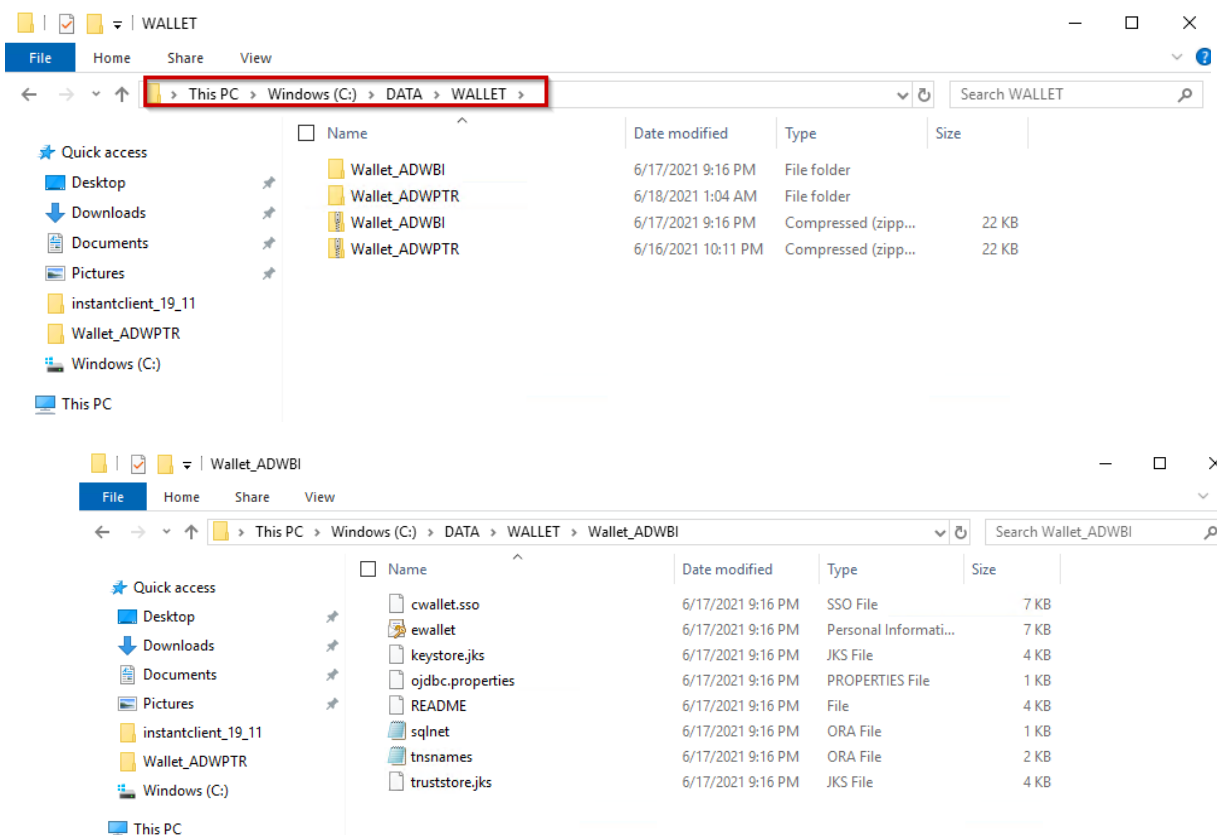 WALLET
File Home Share View
This PC > Windows (C:) > DATA > WALLET > Search WALLET
Name Date modified Type Size
Quick access
Desktop
Downloads
Documents
Pictures
instantclient_19_11
Wallet_ADWPTR
Windows (C:)
This PC
Wallet_ADWBI 6/17/2021 9:16 PM File folder
Wallet_ADWPTR 6/18/2021 1:04 AM File folder
Wallet_ADWBI 6/17/2021 9:16 PM Compressed (zipp... 22 KB
Wallet_ADWPTR 6/16/2021 10:11 PM Compressed (zipp... 22 KB
Wallet_ADWBI
File Home Share View
This PC > Windows (C:) > DATA > WALLET > Wallet_ADWBI Search Wallet_ADWBI
Name Date modified Type Size
Quick access
Desktop
Downloads
Documents
Pictures
instantclient_19_11
Wallet_ADWPTR
Windows (C:)
This PC
cwallet.sso 6/17/2021 9:16 PM SSO File 7 KB
ewallet 6/17/2021 9:16 PM Personal Informati... 7 KB
keystore.jks 6/17/2021 9:16 PM JKS File 4 KB
ojdbc.properties 6/17/2021 9:16 PM PROPERTIES File 1 KB
README 6/17/2021 9:16 PM File 4 KB
sqlnet 6/17/2021 9:16 PM ORA File 1 KB
tnsnames 6/17/2021 9:16 PM ORA File 2 KB
truststore.jks 6/17/2021 9:16 PM JKS File 4 KB